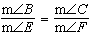 m∠B / m∠E = m∠C / m∠F